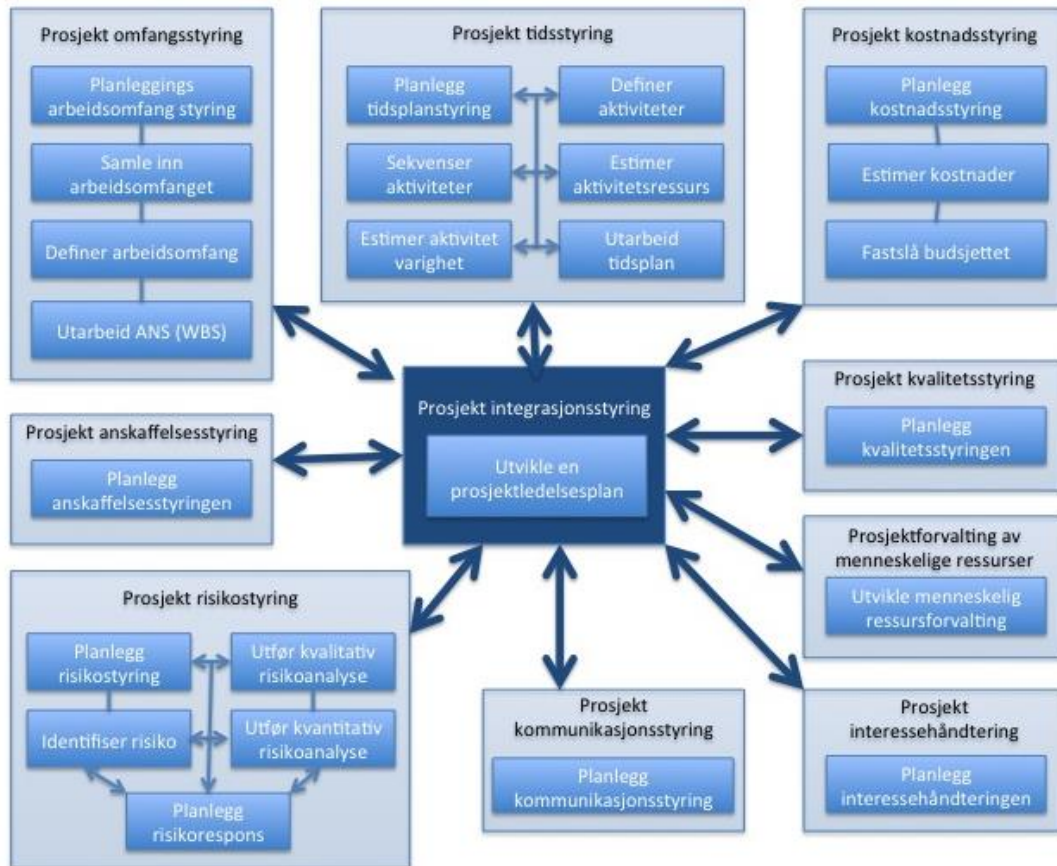 Prosjekt omfangsstyring
Planleggings
arbeidsomfang styring
Samle inn
arbeidsomfanget
Definer arbeidsomfang
Utarbeid ANS (WBS)
Prosjekt tidsstyring
Planlegg
tidsplanstyring
Definer
aktiviteter
Sekvenser
aktiviteter
Estimer
aktivitetsressurs
Estimer aktivitet
varighet
Utarbeid
tidsplan
Prosjekt kostnadsstyring
Planlegg
kostnadsstyring
Estimer kostnader
Fastslå budsjettet
Prosjekt integrasjonsstyring
Utvikle en
prosjektledelsesplan
Prosjekt kvalitetsstyring
Planlegg
kvalitetsstyringen
Prosjekt anskaffelsesstyring
Planlegg
anskaffelsesstyringen
Prosjektforvalting av
menneskelige ressurser
Utvikle menneskelig
ressursforvalting
Prosjekt risikostyring
Planlegg
risikostyring
Utfør kvalitativ
risikoanalyse
Identifiser risiko
Utfør kvantitativ
risikoanalyse
Planlegg
risikorespons
Prosjekt
kommunikasjonsstyring
Planlegg
kommunikasjonsstyring
Prosjekt
interessehåndtering
Planlegg
interessehåndteringen